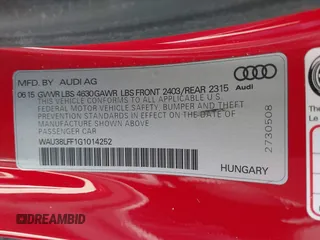 MFD BY AUDI AG
06.15 GVWR LBS 4630 GAWR LBS FRONT 2403/REAR 2315
THIS VEHICLE CONFORMS TO ALL APPLICABLE U.S.
FEDERAL MOTOR VEHICLE SAFETY, BUMPER AND
THEFT PREVENTION STANDARDS IN EFFECT ON THE
DATE OF MANUFACTURE SHOWN ABOVE.
PASSENGER CAR
WAU38LFF1G1014252
HUNGARY
Audi
2730508
DREAMBID